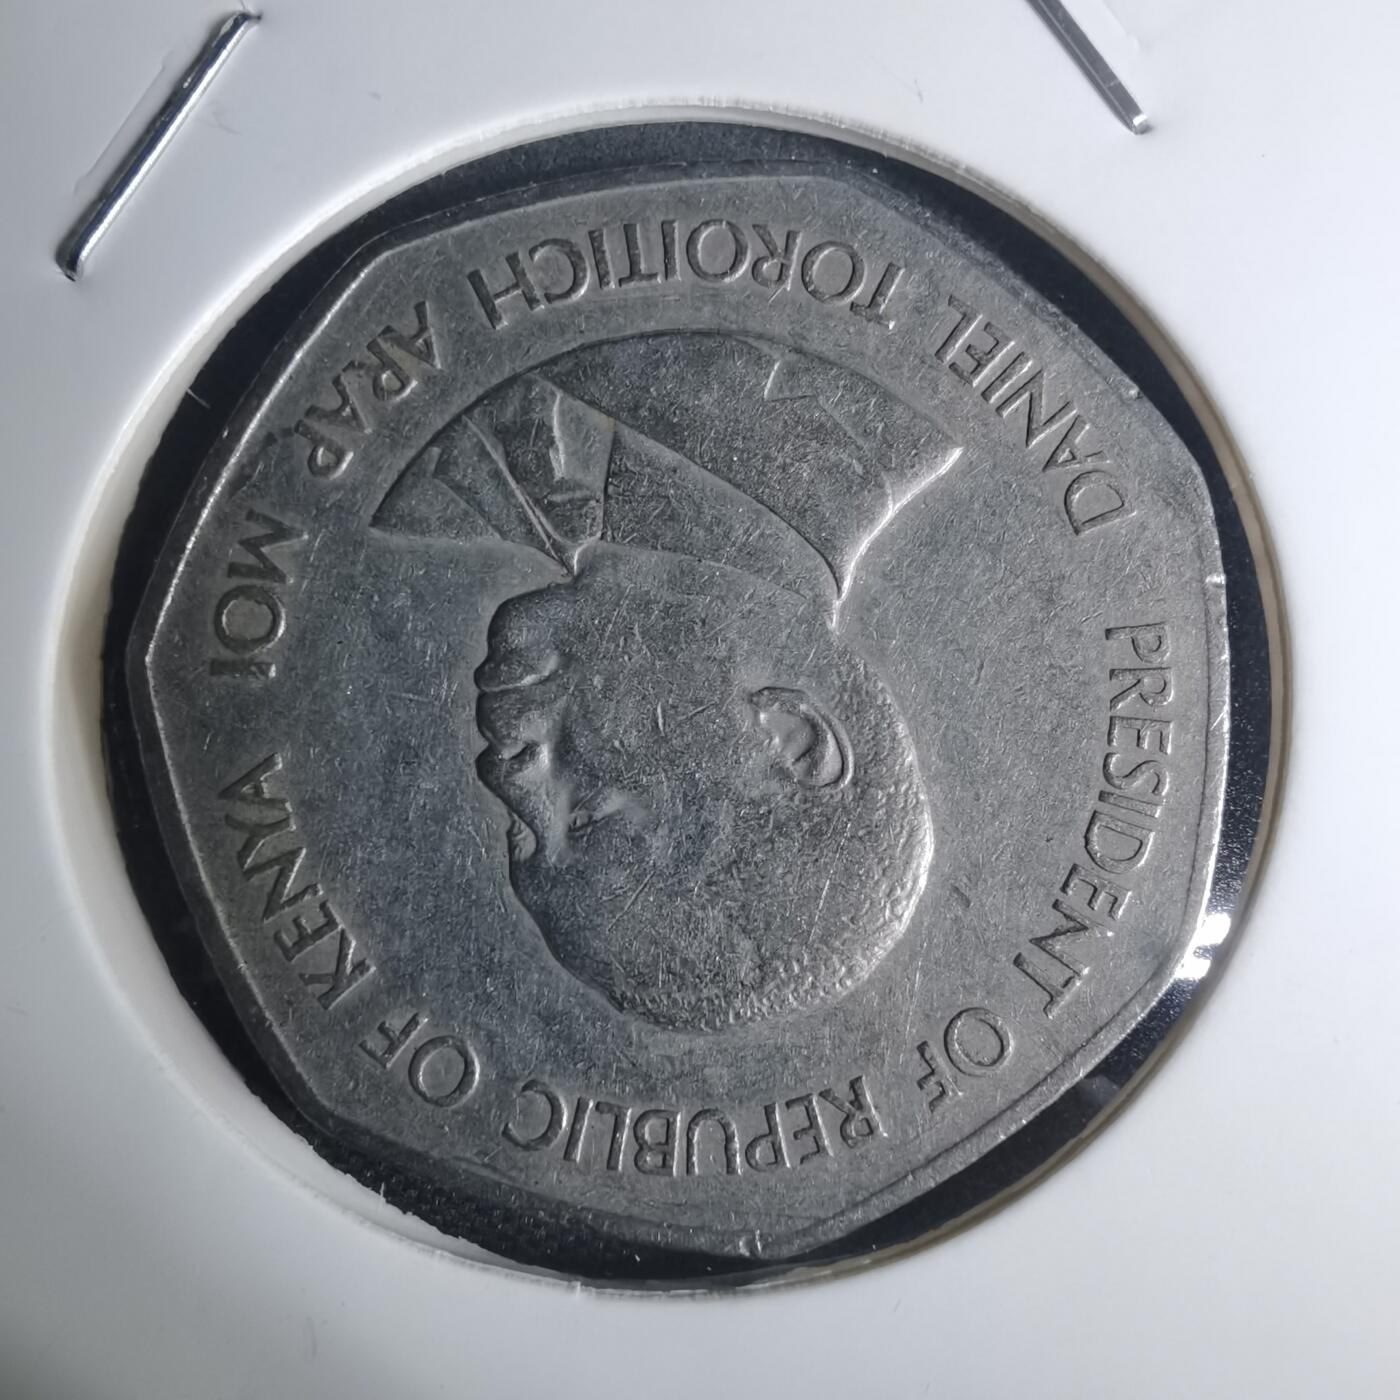 PRESIDENT OF REPUBLIC OF KENYA
DANIEL TOROITICH ARAP MOI